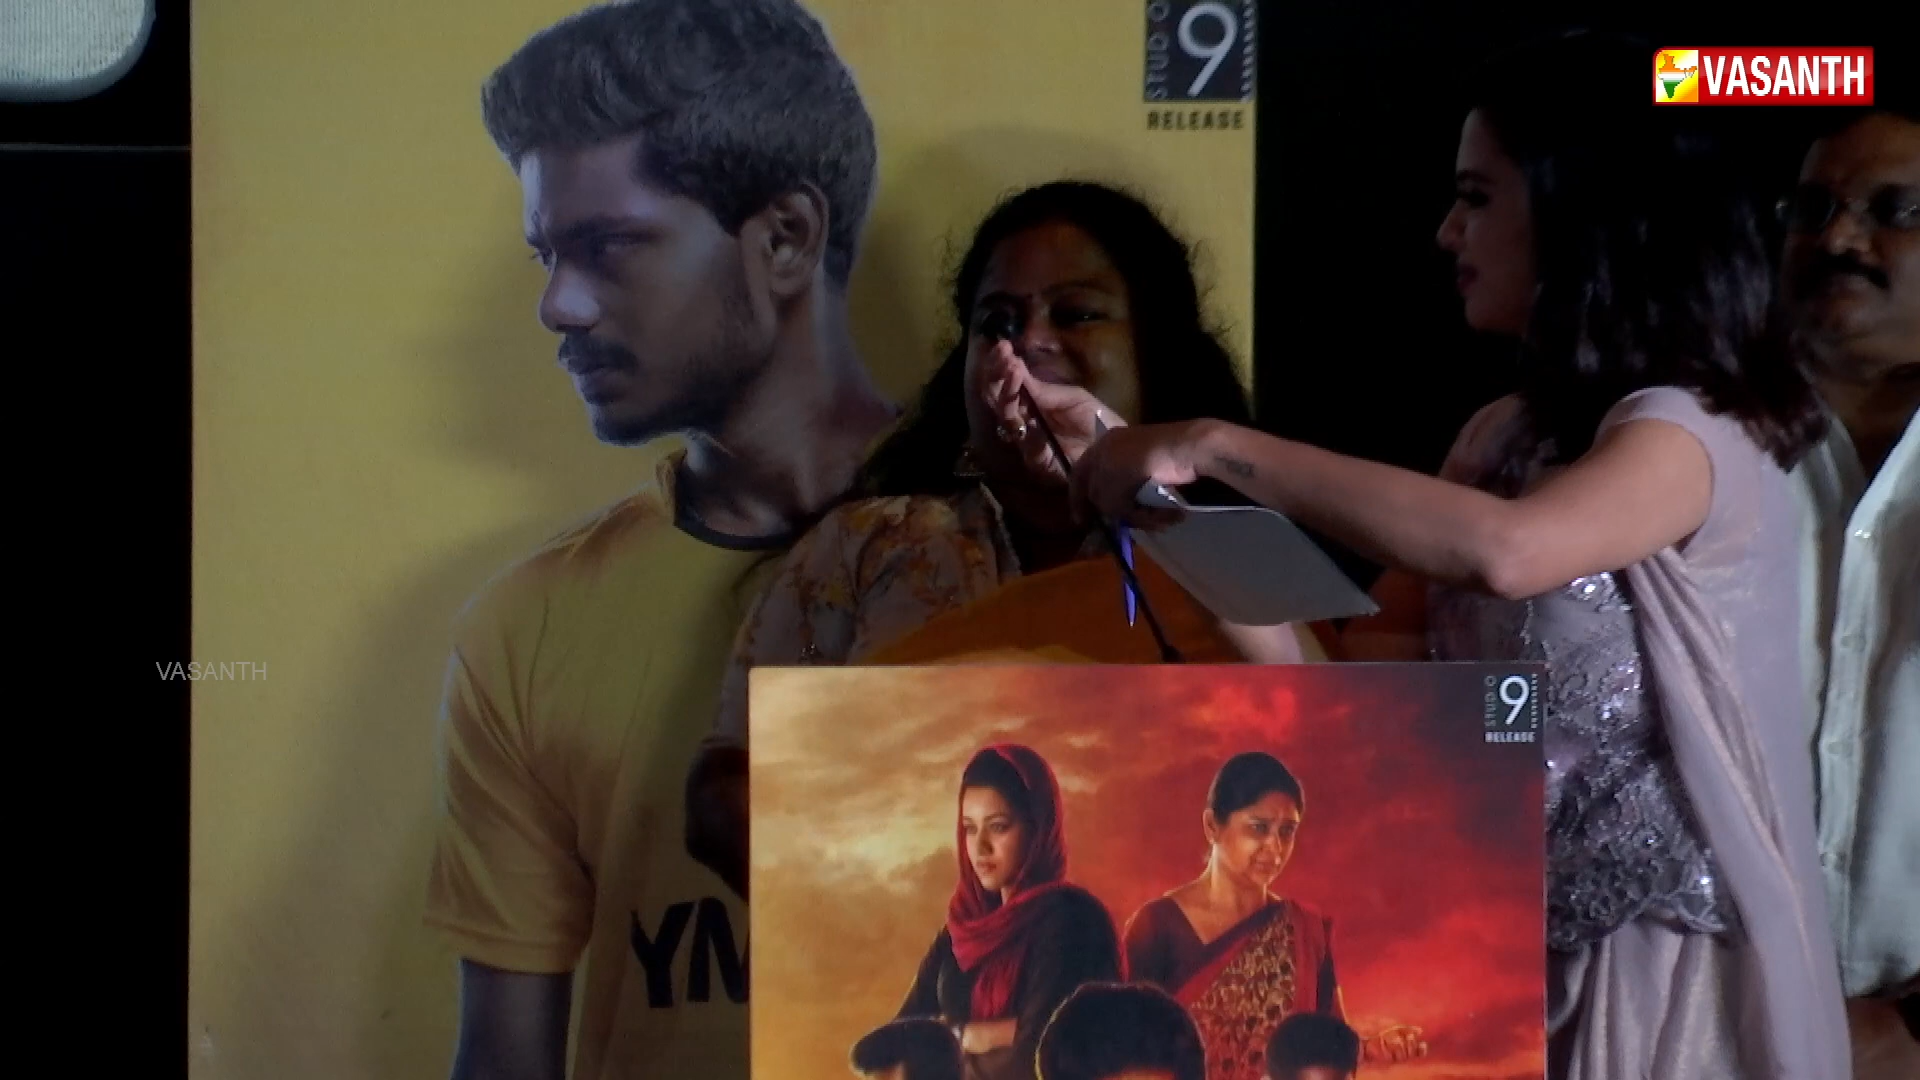 STUDIO
9
RELEASE
VASANTH
VASANTH
STUDIO
9
RELEASE
YM